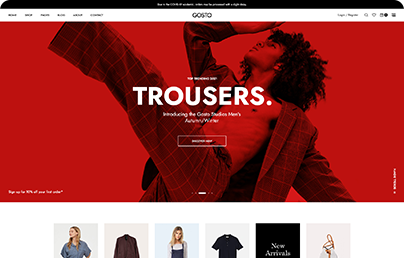 Due to the COVID-19 epidemic, orders may be processed with a slight delay
HOME SHOP PAGES BLOG ABOUT CONTACT
GOSTO
Login / Register
TOP TRENDING 2021
TROUSERS.
Introducing the Gosto Studios Men's
Autumn/Winter
DISCOVER NOW
Sign up for 10% off your first order*
New
Arrivals